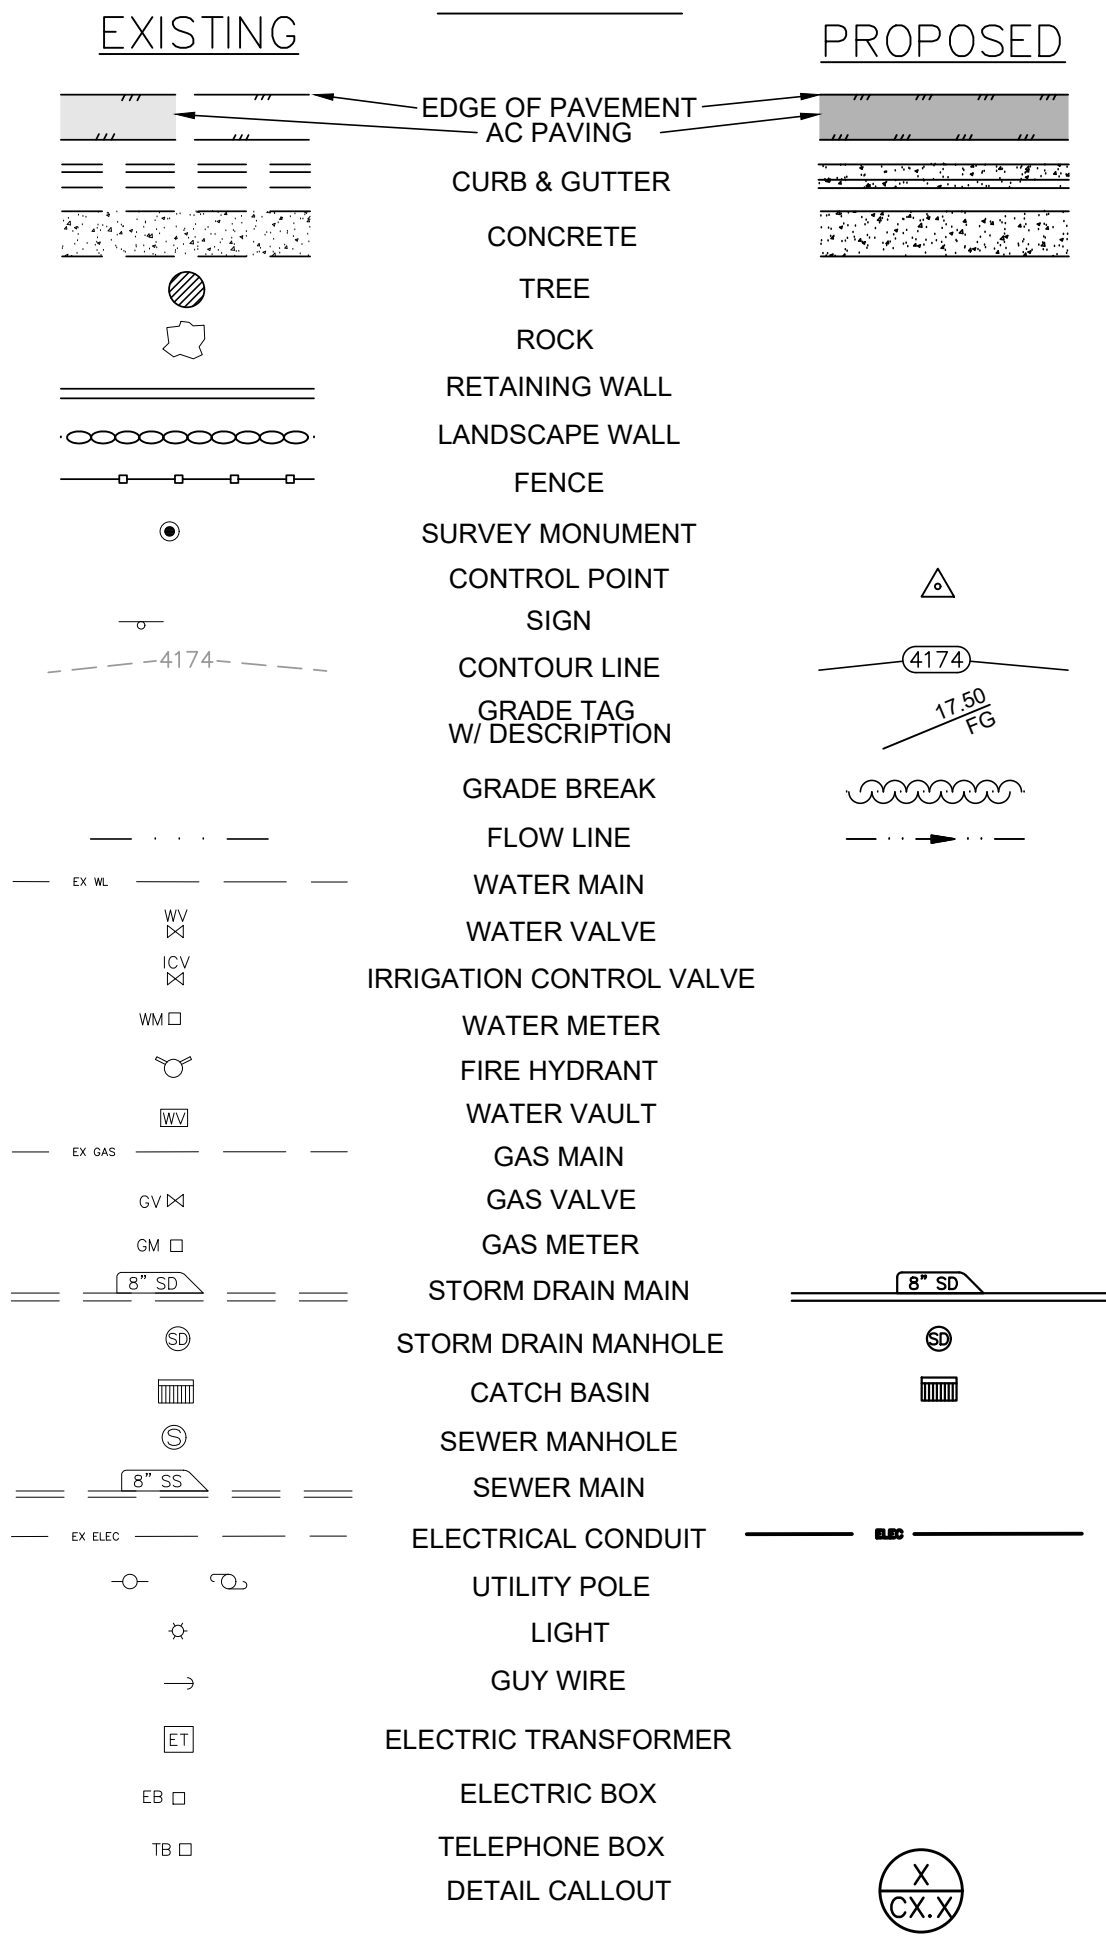 EXISTING
PROPOSED
EDGE OF PAVEMENT
AC PAVING
CURB & GUTTER
CONCRETE
TREE
ROCK
RETAINING WALL
LANDSCAPE WALL
FENCE
SURVEY MONUMENT
CONTROL POINT
SIGN
4174 CONTOUR LINE 4174
GRADE TAG
W/ DESCRIPTION
17.50
FG
GRADE BREAK
FLOW LINE
EX WL WATER MAIN
WV
WATER VALVE
ICV
IRRIGATION CONTROL VALVE
WM WATER METER
FIRE HYDRANT
WV WATER VAULT
EX GAS GAS MAIN
GV GAS VALVE
GM GAS METER
8" SD STORM DRAIN MAIN 8" SD
SD STORM DRAIN MANHOLE SD
CATCH BASIN
S SEWER MANHOLE
8" SS SEWER MAIN
EX ELEC ELECTRICAL CONDUIT ELEC
UTILITY POLE
LIGHT
GUY WIRE
ET ELECTRIC TRANSFORMER
EB ELECTRIC BOX
TB TELEPHONE BOX
DETAIL CALLOUT
X
CX.X